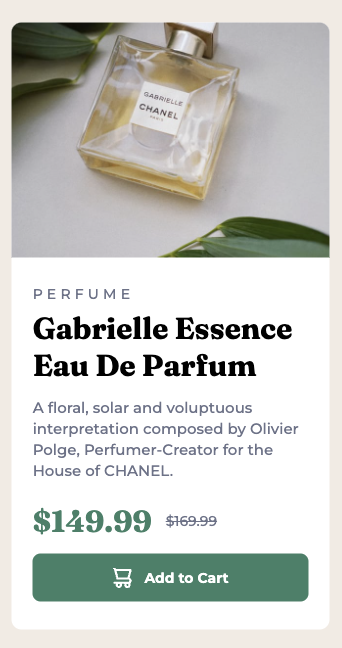 GABRIELLE
CHANEL
PARIS
PERFUME
Gabrielle Essence
Eau De Parfum
A floral, solar and voluptuous
interpretation composed by Olivier
Polge, Perfumer-Creator for the
House of CHANEL.
$149.99 $169.99
Add to Cart